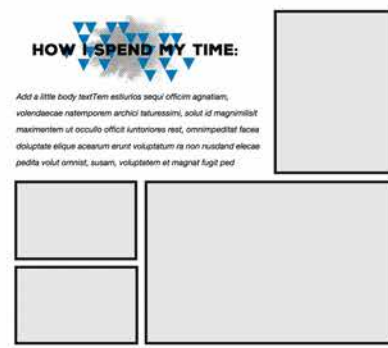 HOW I SPEND MY TIME:
Add a little body textTem estiurios sequi officim agnatiam,
volendaecae natemporem archici taturessimi, solut id magnimilisit
maximentem ut occullo officit iuntoriores rest, omnimpeditat facea
doluptate elique acearum erunt voluptatum ra non nusdand elecae
pedita volut omnist, susam, voluptatem et magnat fugit ped